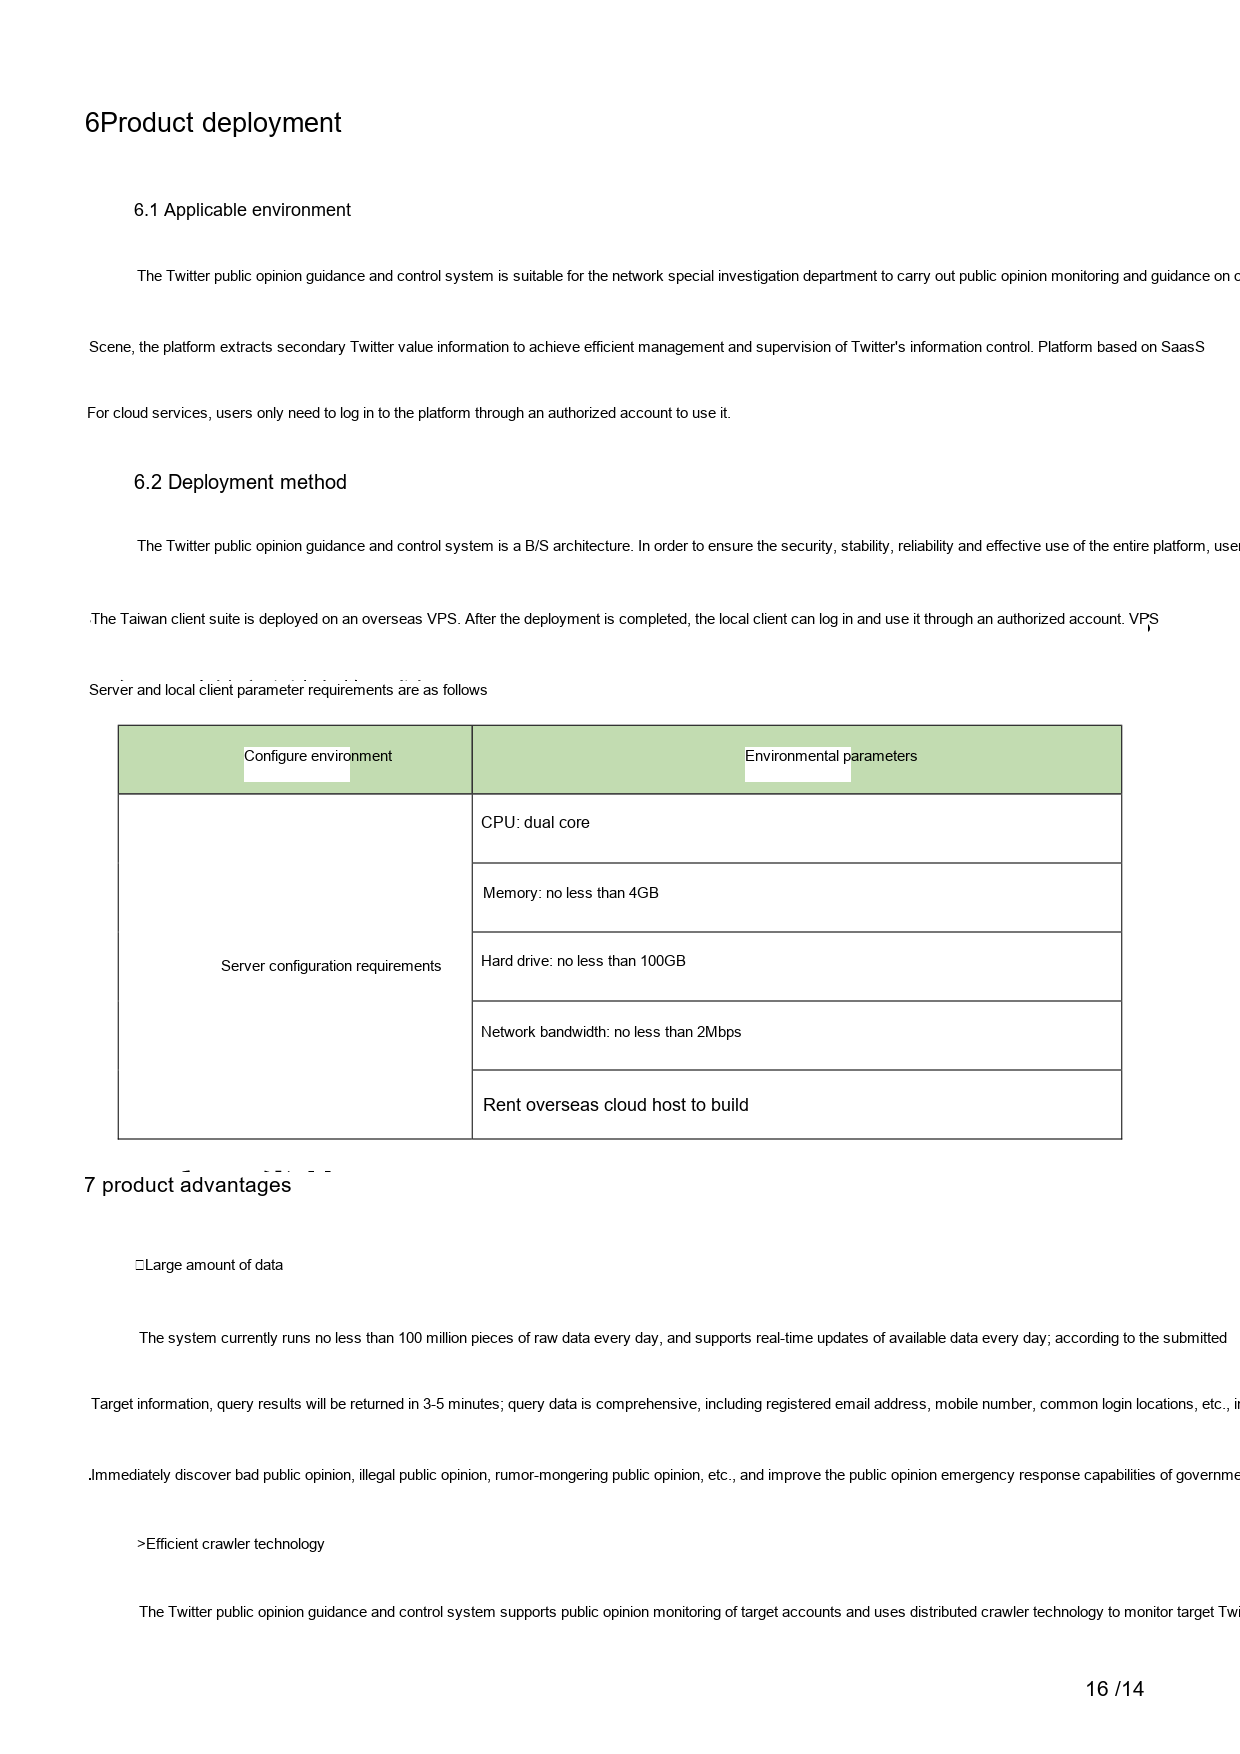 6Product deployment
6.1 Applicable environment
The Twitter public opinion guidance and control system is suitable for the network special investigation department to carry out public opinion monitoring and guidance on
Scene, the platform extracts secondary Twitter value information to achieve efficient management and supervision of Twitter's information control. Platform based on SaaS
For cloud services, users only need to log in to the platform through an authorized account to use it.
6.2 Deployment method
The Twitter public opinion guidance and control system is a B/S architecture. In order to ensure the security, stability, reliability and effective use of the entire platform,
The Taiwan client suite is deployed on an overseas VPS. After the deployment is completed, the local client can log in and use it through an authorized account. VPS
Server and local client parameter requirements are as follows
Configure environment
Environmental parameters
CPU: dual core
Memory: no less than 4GB
Server configuration requirements
Hard drive: no less than 100GB
Network bandwidth: no less than 2Mbps
Rent overseas cloud host to build
7 product advantages
□Large amount of data
The system currently runs no less than 100 million pieces of raw data every day, and supports real-time updates of available data every day; according to the submitted
Target information, query results will be returned in 3-5 minutes; query data is comprehensive, including registered email address, mobile number, common login locations, etc.,
.Immediately discover bad public opinion, illegal public opinion, rumor-mongering public opinion, etc., and improve the public opinion emergency response capabilities of
>Efficient crawler technology
The Twitter public opinion guidance and control system supports public opinion monitoring of target accounts and uses distributed crawler technology to monitor target
16 /14